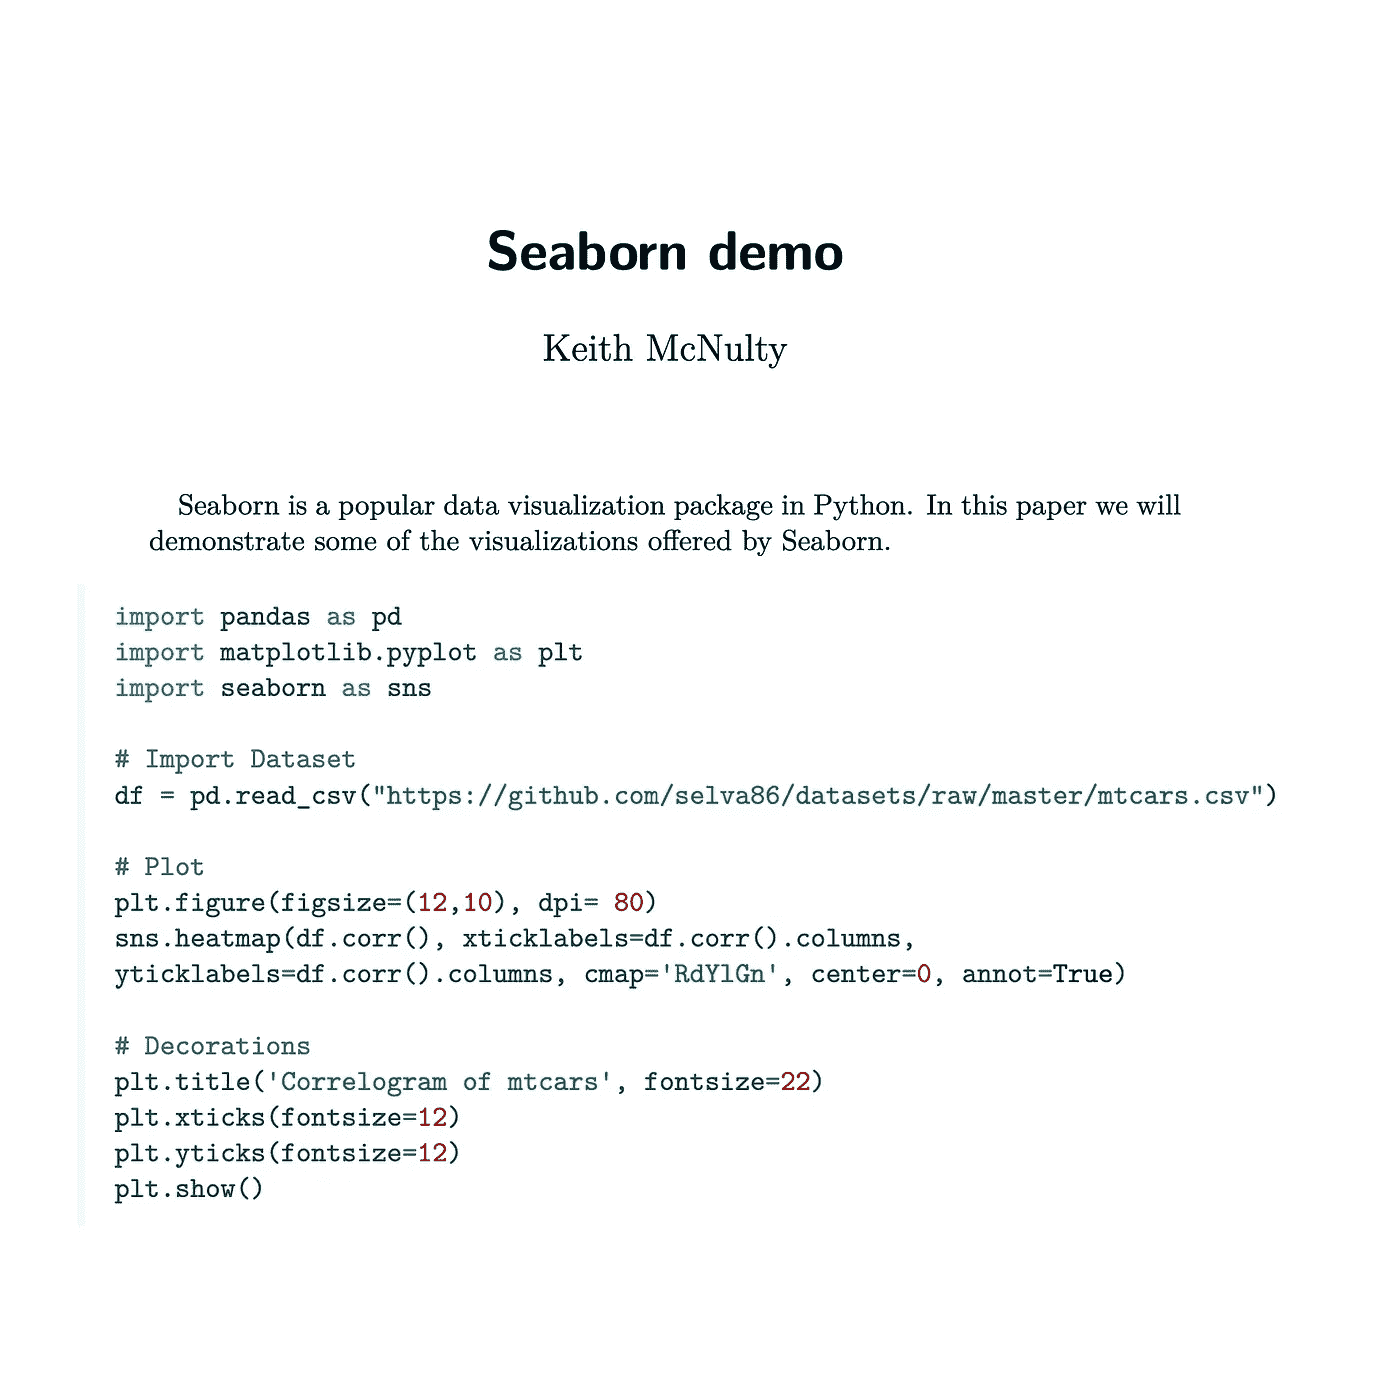 Seaborn demo
Keith McNulty
Seaborn is a popular data visualization package in Python. In this paper we will
demonstrate some of the visualizations offered by Seaborn.
import pandas as pd
import matplotlib.pyplot as plt
import seaborn as sns
# Import Dataset
df = pd.read_csv("https://github.com/selva86/datasets/raw/master/mtcars.csv")
# Plot
plt.figure(figsize=(12,10), dpi= 80)
sns.heatmap(df.corr(), xticklabels=df.corr().columns,
yticklabels=df.corr().columns, cmap='RdYlGn', center=0, annot=True)
# Decorations
plt.title('Correlogram of mtcars', fontsize=22)
plt.xticks(fontsize=12)
plt.yticks(fontsize=12)
plt.show()